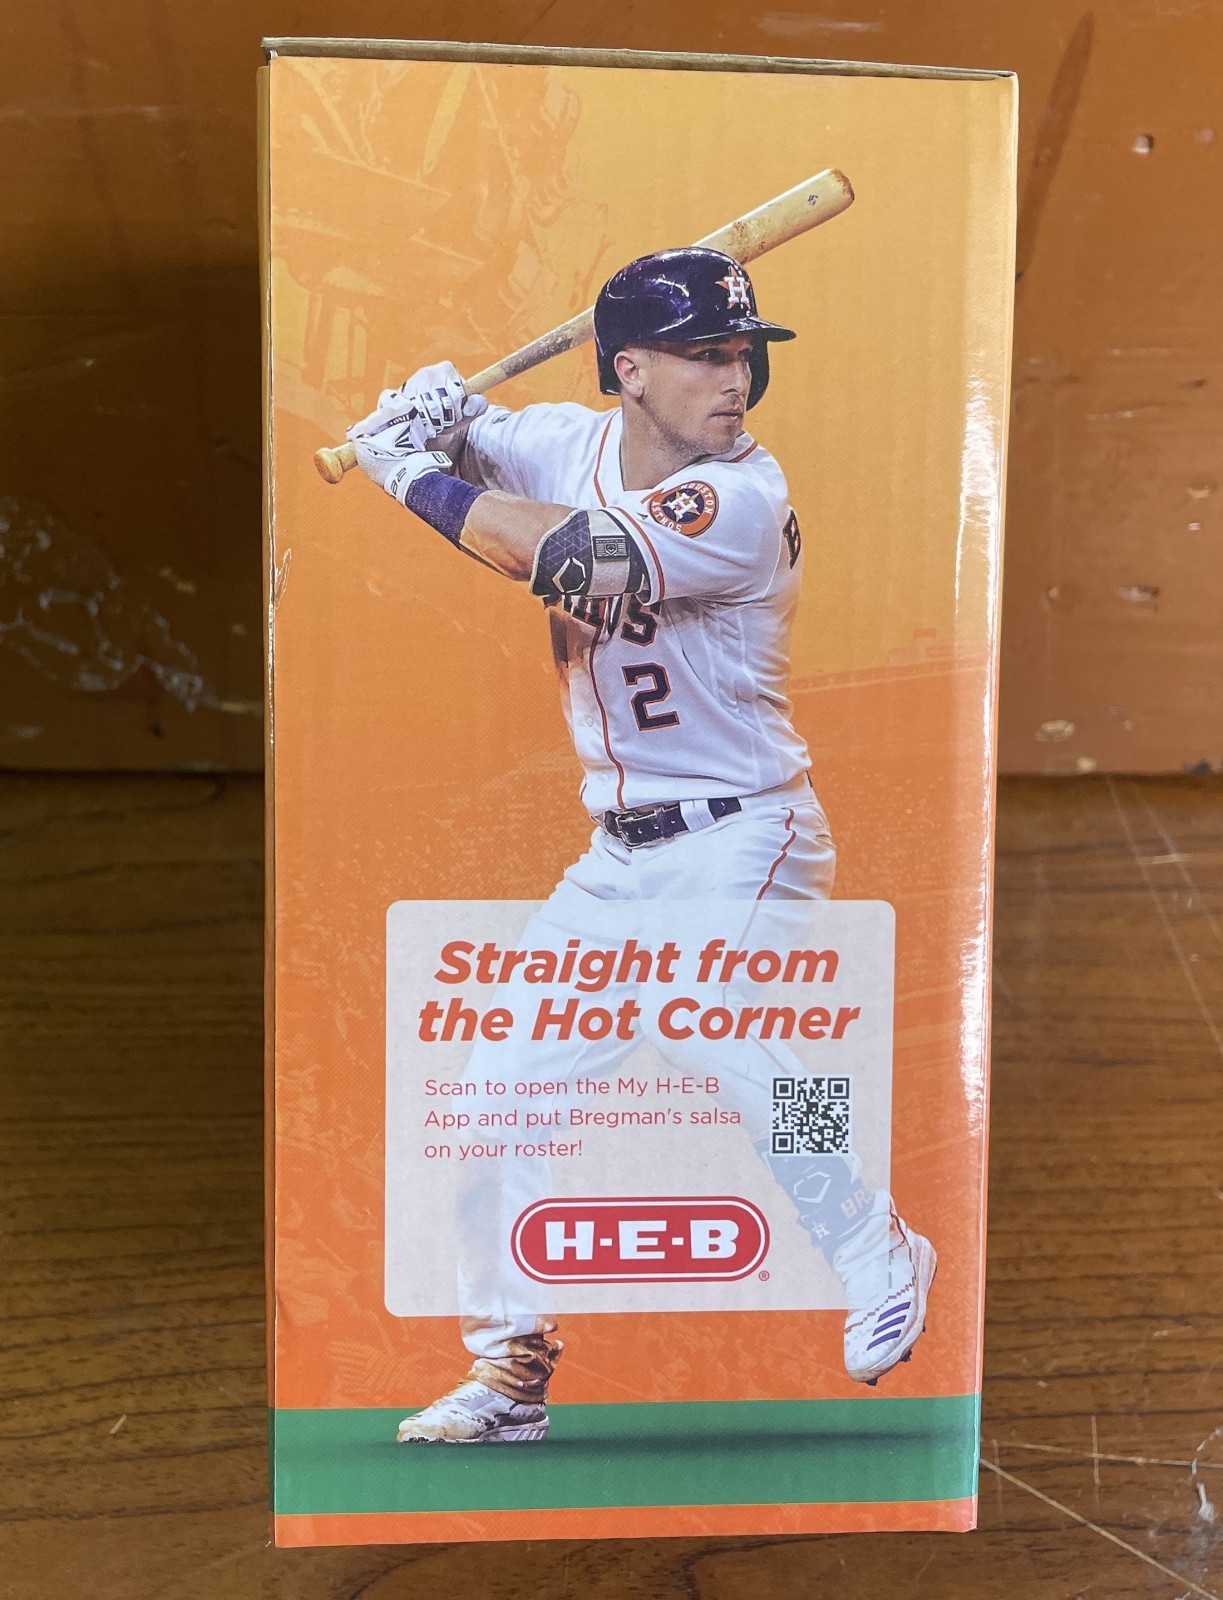 H
HOUSTON
ASTROS
H
2
Straight from
the Hot Corner
Scan to open the My H-E-B
App and put Bregman's salsa
on your roster!
H-E-B
®